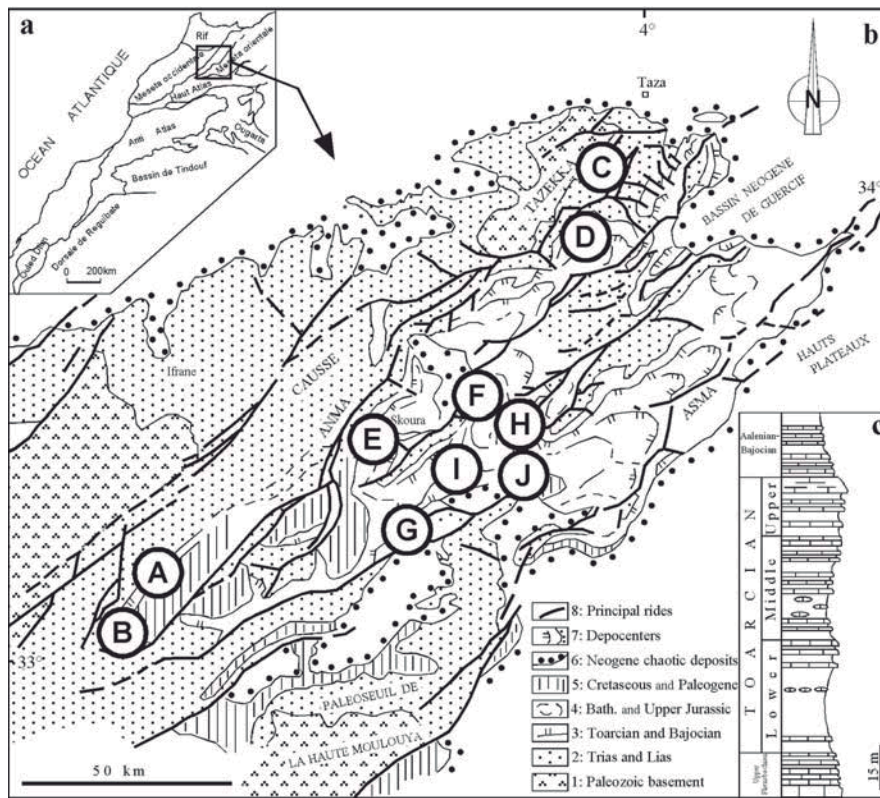 a
Rif
Meseta occidentale
Meseta orientale
Haut Atlas
OCEAN ATLANTIQUE
Anti Atlas
Ougarta
Bassin de Tindouf
Dorsale de Reguibate
0 200km
b
4°
Taza
N
34°
C
TAZEKKA
D
BASSIN NEOGENE
DE GUERCIF
HAUTS PLATEAUX
Ifrane
CAUSSE
ANMA
ASMA
Skoura
F
E
H
I
J
G
A
B
33°
PALEOSEUIL DE
LA HAUTE MOULOUYA
50 km
8: Principal rides
7: Depocenters
6: Neogene chaotic deposits
5: Cretaceous and Paleogene
4: Bath. and Upper Jurassic
3: Toarcian and Bajocian
2: Trias and Lias
1: Paleozoic basement
c
Aalenian-
Bajocian
TOARCIAN
Upper
Middle
Lower
Upper
15 m